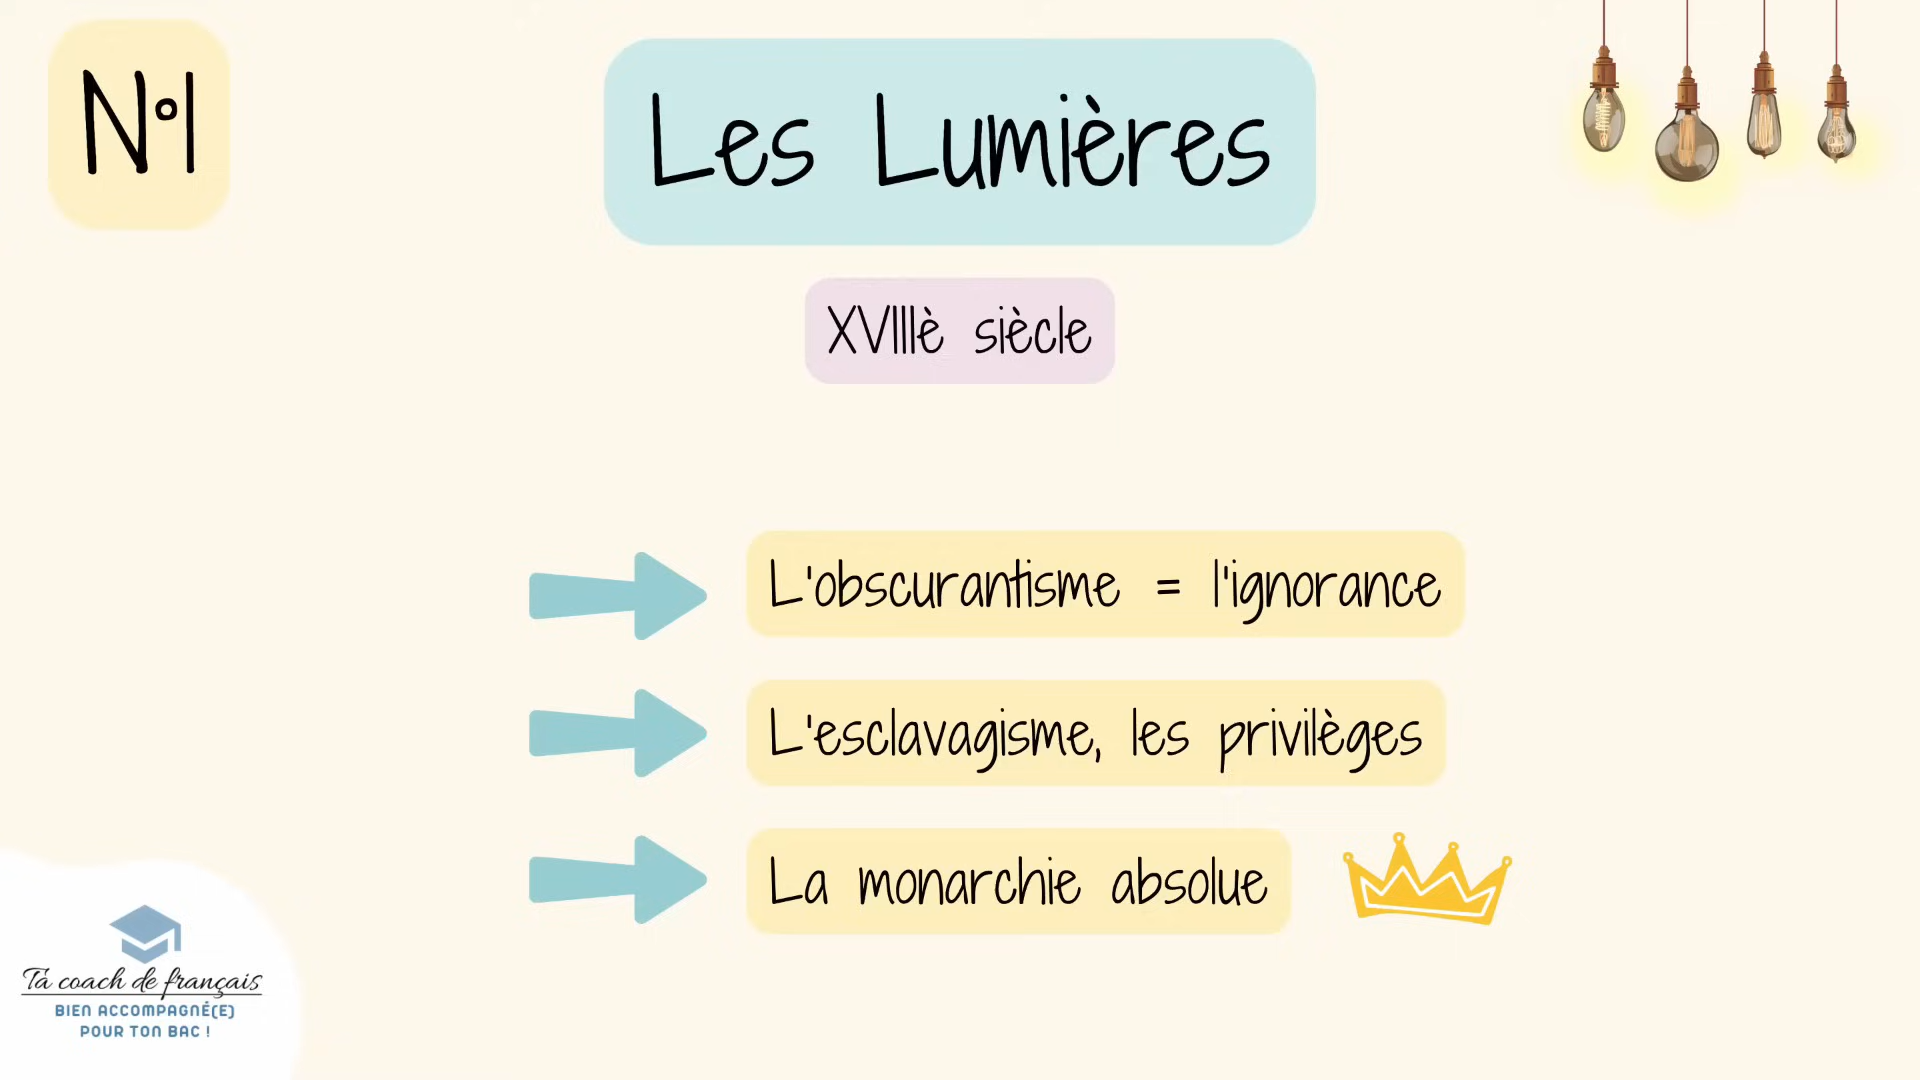 N°1
Les Lumières
XVIIIè siècle
L'obscurantisme = l'ignorance
L'esclavagisme, les privilèges
La monarchie absolue
Ta coach de français
BIEN ACCOMPAGNÉ(E)
POUR TON BAC !